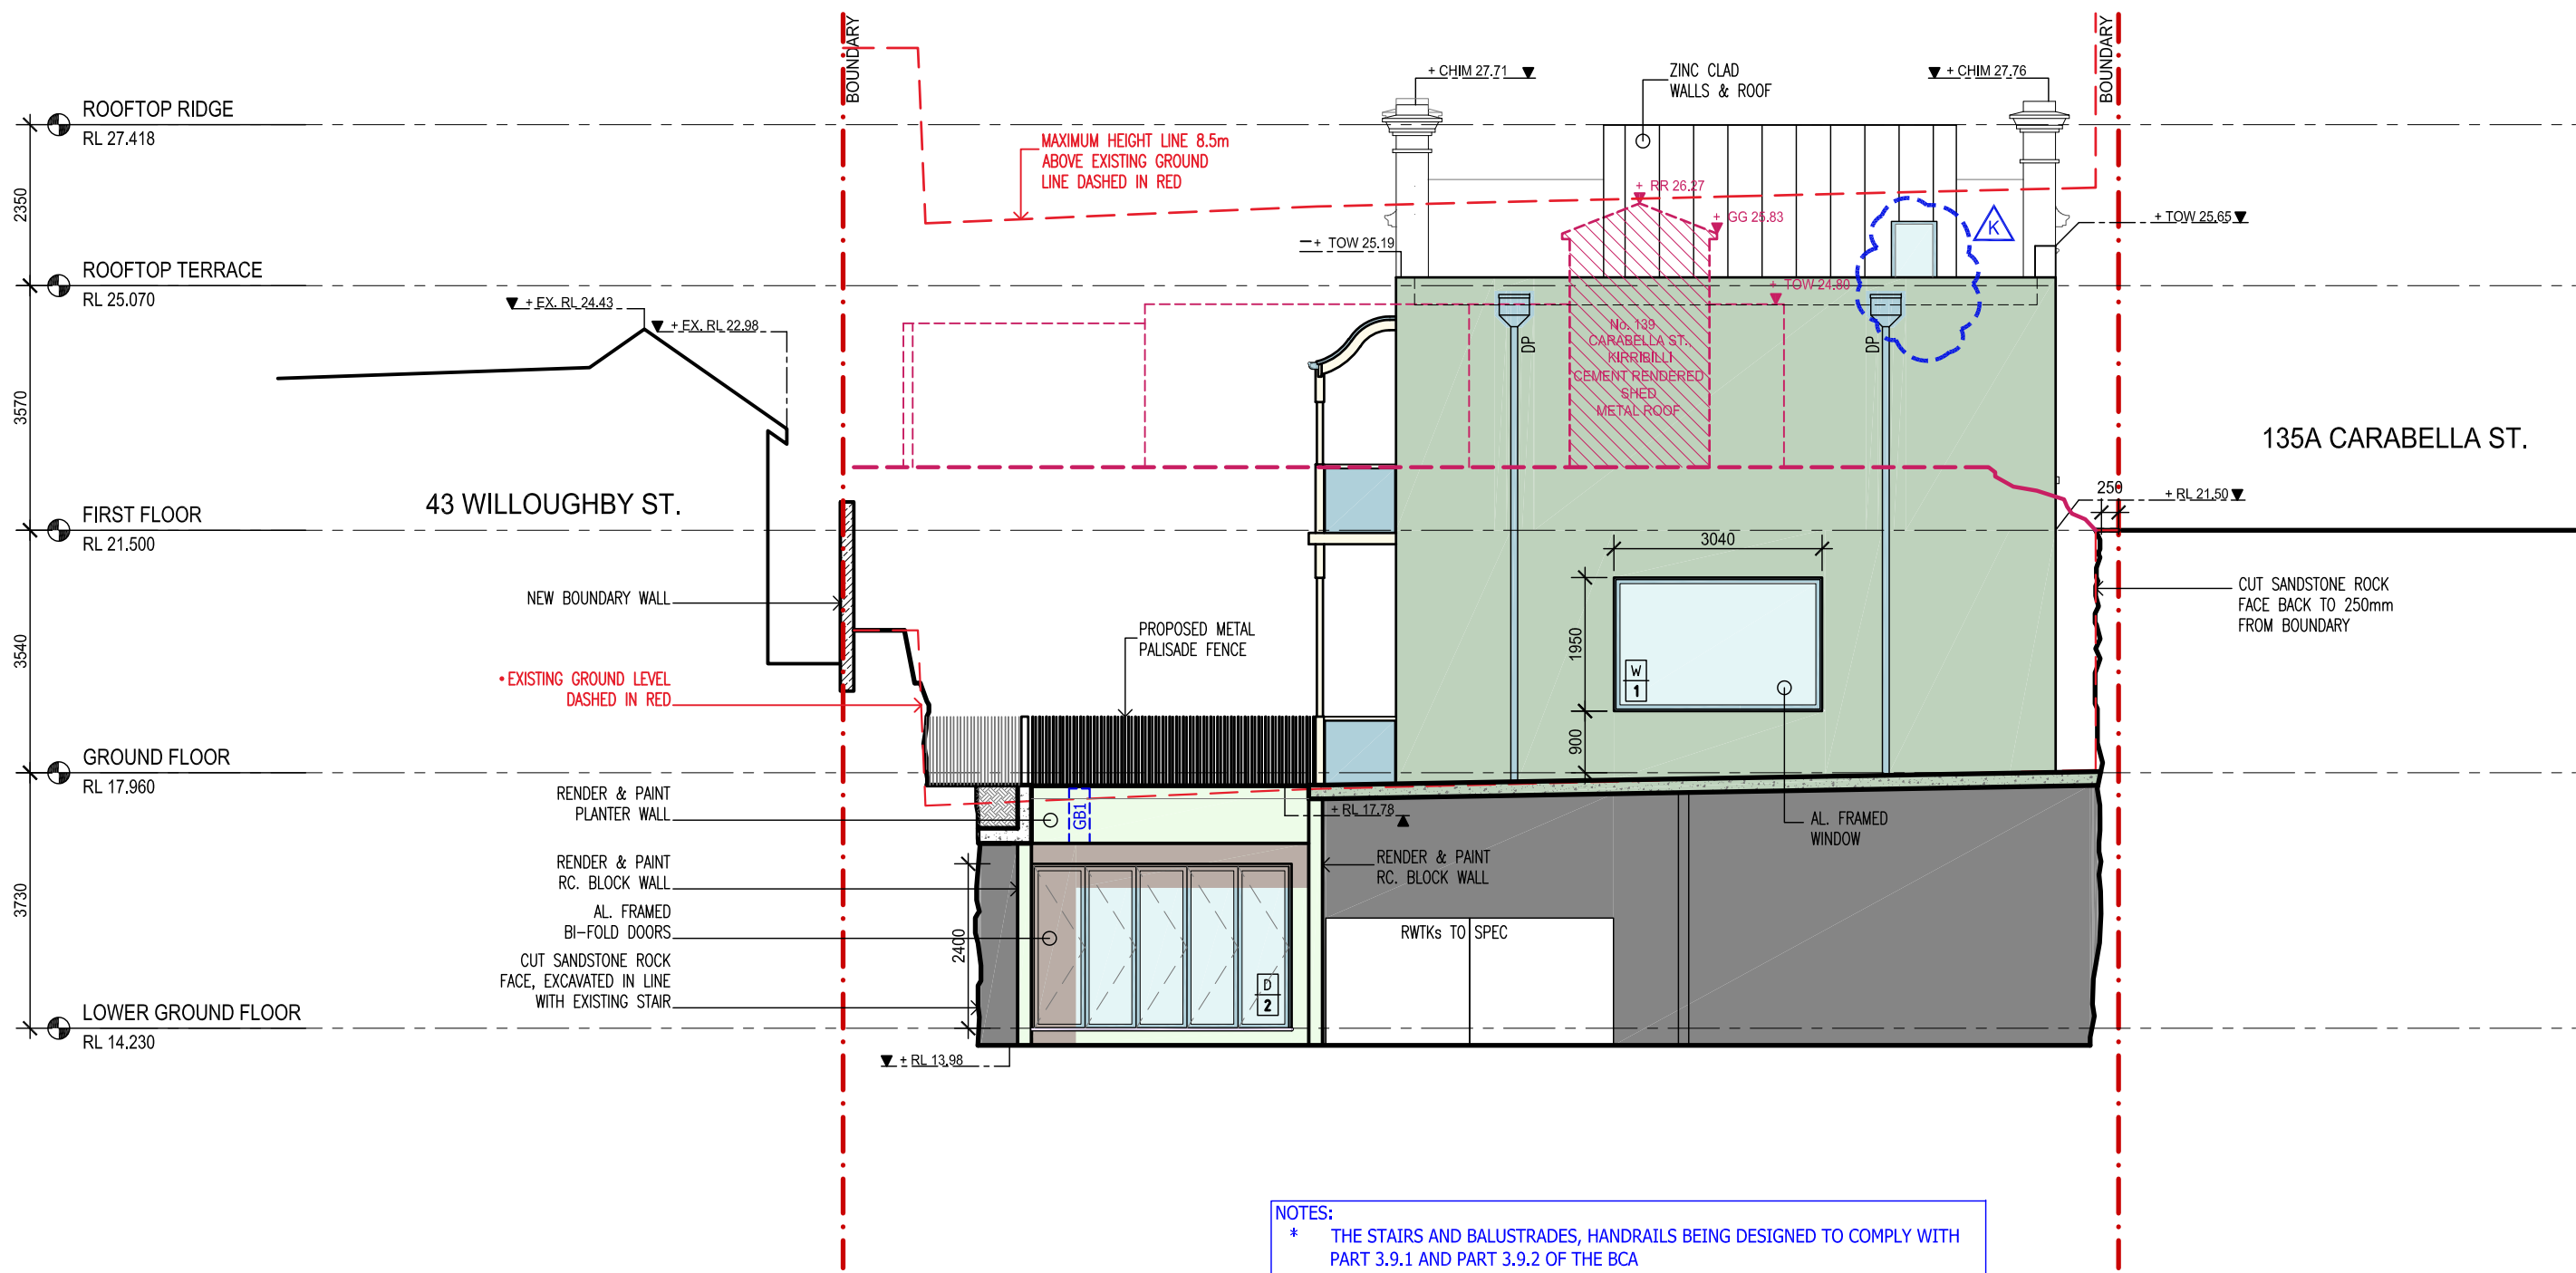 BOUNDARY
BOUNDARY
+ CHIM 27.71
ZINC CLAD
WALLS & ROOF
+ CHIM 27.76
ROOFTOP RIDGE
RL 27.418
MAXIMUM HEIGHT LINE 8.5m
ABOVE EXISTING GROUND
LINE DASHED IN RED
2350
+ RR 26.27
+ GG 25.83
K
+ TOW 25.65
+ TOW 25.19
ROOFTOP TERRACE
RL 25.070
+ TOW 24.80
+ EX. RL 24.43
+ EX. RL 22.98
No. 139
CARABELLA ST.,
KIRRIBILLI
CEMENT RENDERED
SHED
METAL ROOF
DP
DP
3570
135A CARABELLA ST.
43 WILLOUGHBY ST.
250
+ RL 21.50
FIRST FLOOR
RL 21.500
3040
NEW BOUNDARY WALL
CUT SANDSTONE ROCK
FACE BACK TO 250mm
FROM BOUNDARY
PROPOSED METAL
PALISADE FENCE
1950
3540
W
1
•EXISTING GROUND LEVEL
DASHED IN RED
900
GROUND FLOOR
RL 17.960
RENDER & PAINT
PLANTER WALL
GB1
+ RL 17.78
AL. FRAMED
WINDOW
RENDER & PAINT
RC. BLOCK WALL
RENDER & PAINT
RC. BLOCK WALL
3730
AL. FRAMED
BI-FOLD DOORS
2400
RWTKs TO SPEC
CUT SANDSTONE ROCK
FACE, EXCAVATED IN LINE
WITH EXISTING STAIR
D
2
LOWER GROUND FLOOR
RL 14.230
+ RL 13.98
NOTES:
* THE STAIRS AND BALUSTRADES, HANDRAILS BEING DESIGNED TO COMPLY WITH
PART 3.9.1 AND PART 3.9.2 OF THE BCA